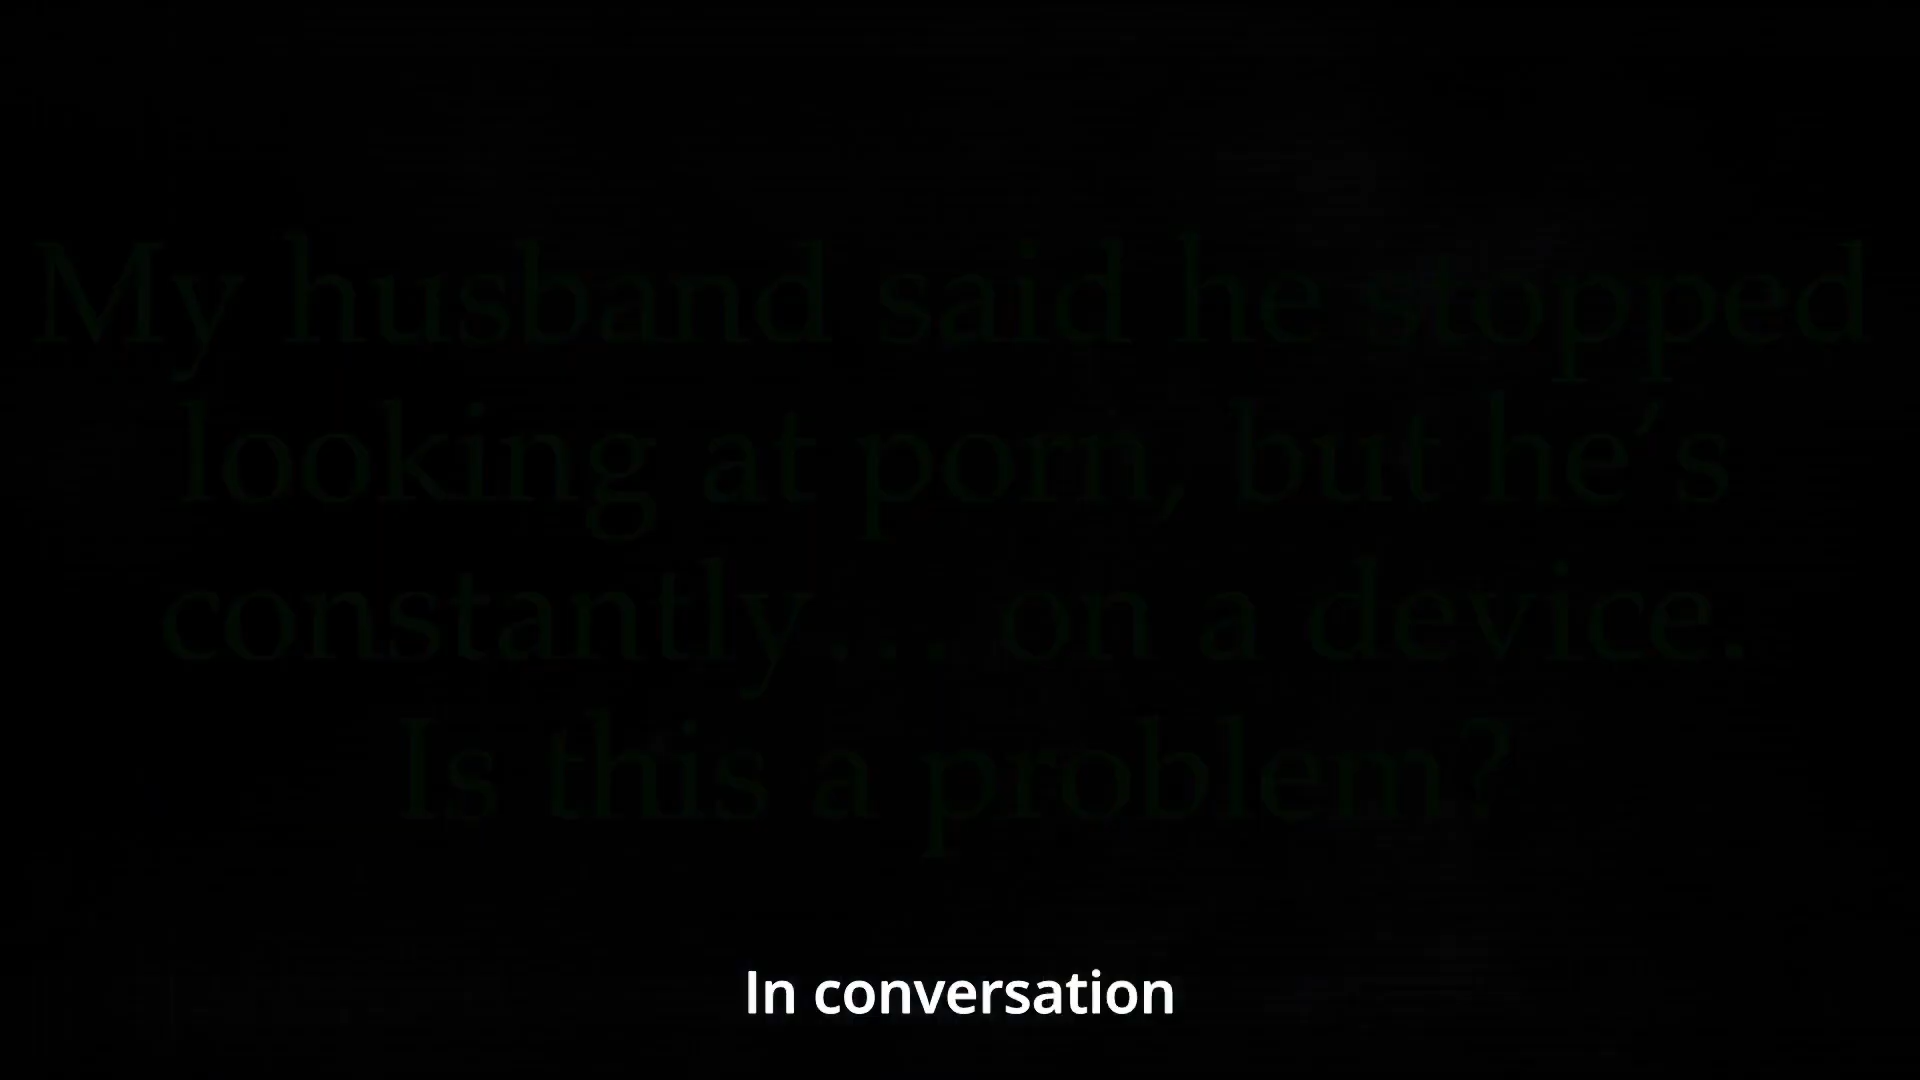 My husband said he stopped
looking at porn, but he’s
constantly… on a device.
Is this a problem?
In conversation